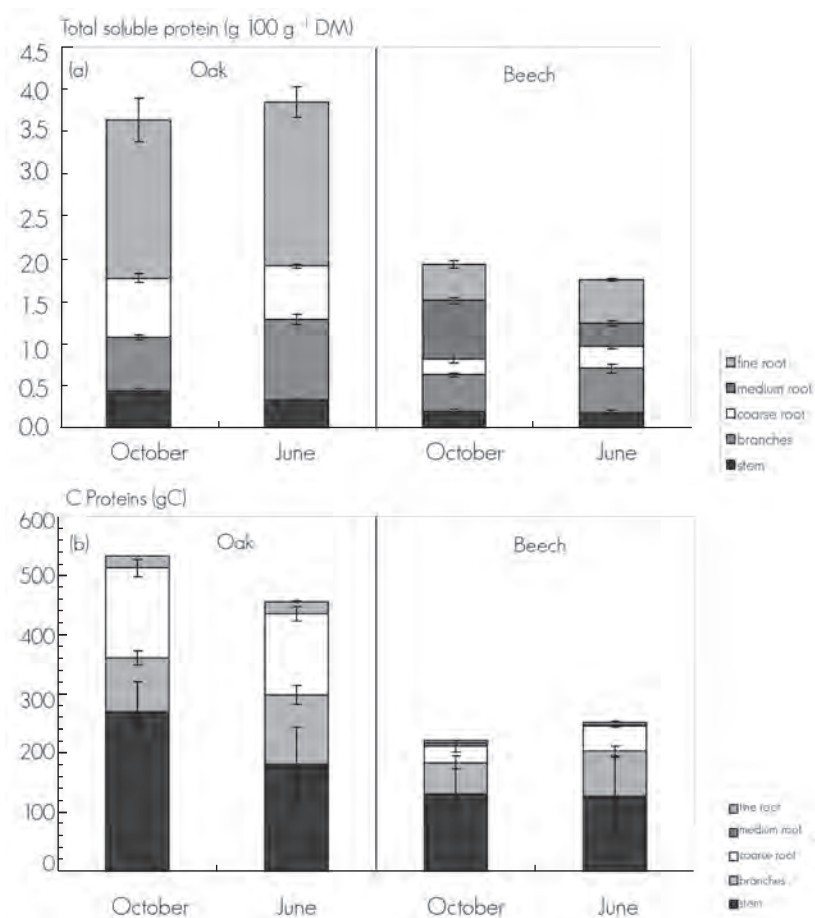 Total soluble protein (g 100 g ⁻¹ DM)
4.5
(a)
Oak
Beech
4.0
3.5
3.0
2.5
2.0
1.5
1.0
0.5
0.0
fine root
medium root
coarse root
branches
stem
October
June
October
June
C Proteins (gC)
600
(b)
Oak
Beech
500
400
300
200
100
0
fine root
medium root
coarse root
branches
stem
October
June
October
June